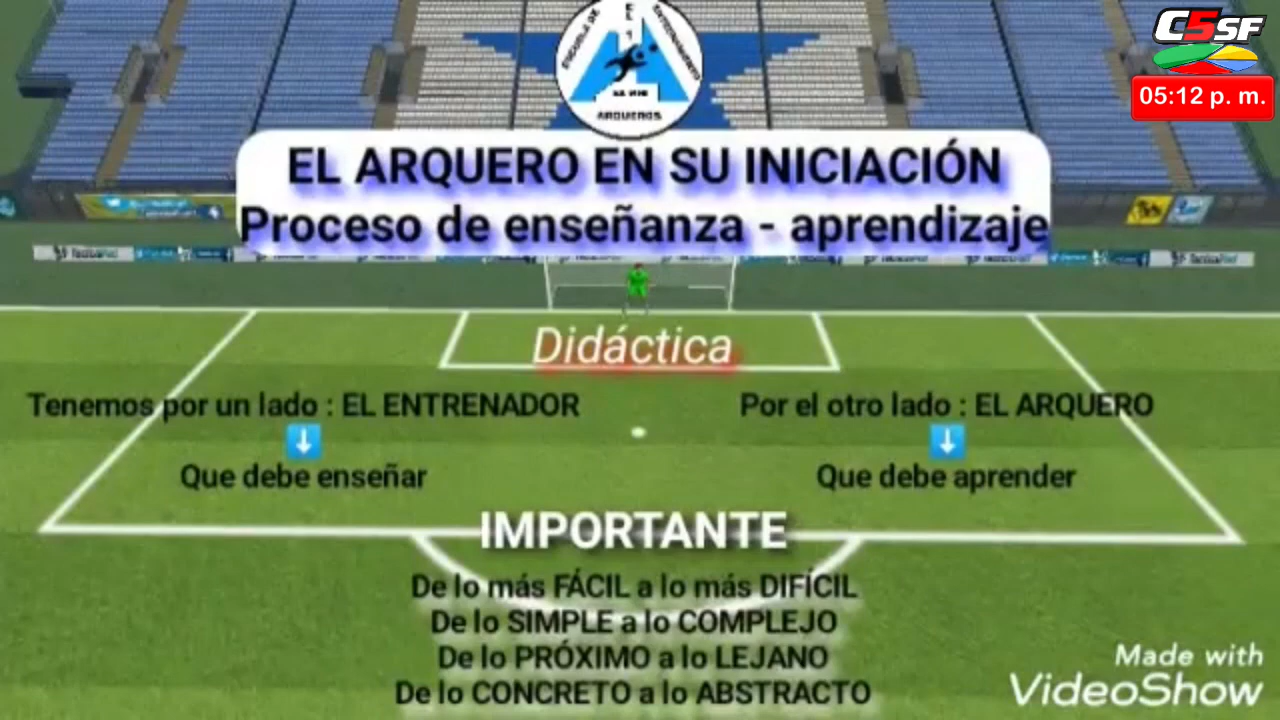 C5SF
05:12 p. m.
ESCUELA DE
ENTRENAMIENTO
ARQUEROS
EL ARQUERO EN SU INICIACIÓN
Proceso de enseñanza - aprendizaje
Didáctica
Tenemos por un lado : EL ENTRENADOR
Por el otro lado : EL ARQUERO
Que debe enseñar
Que debe aprender
IMPORTANTE
De lo más FÁCIL a lo más DIFÍCIL
De lo SIMPLE a lo COMPLEJO
De lo PRÓXIMO a lo LEJANO
De lo CONCRETO a lo ABSTRACTO
Made with
VideoShow